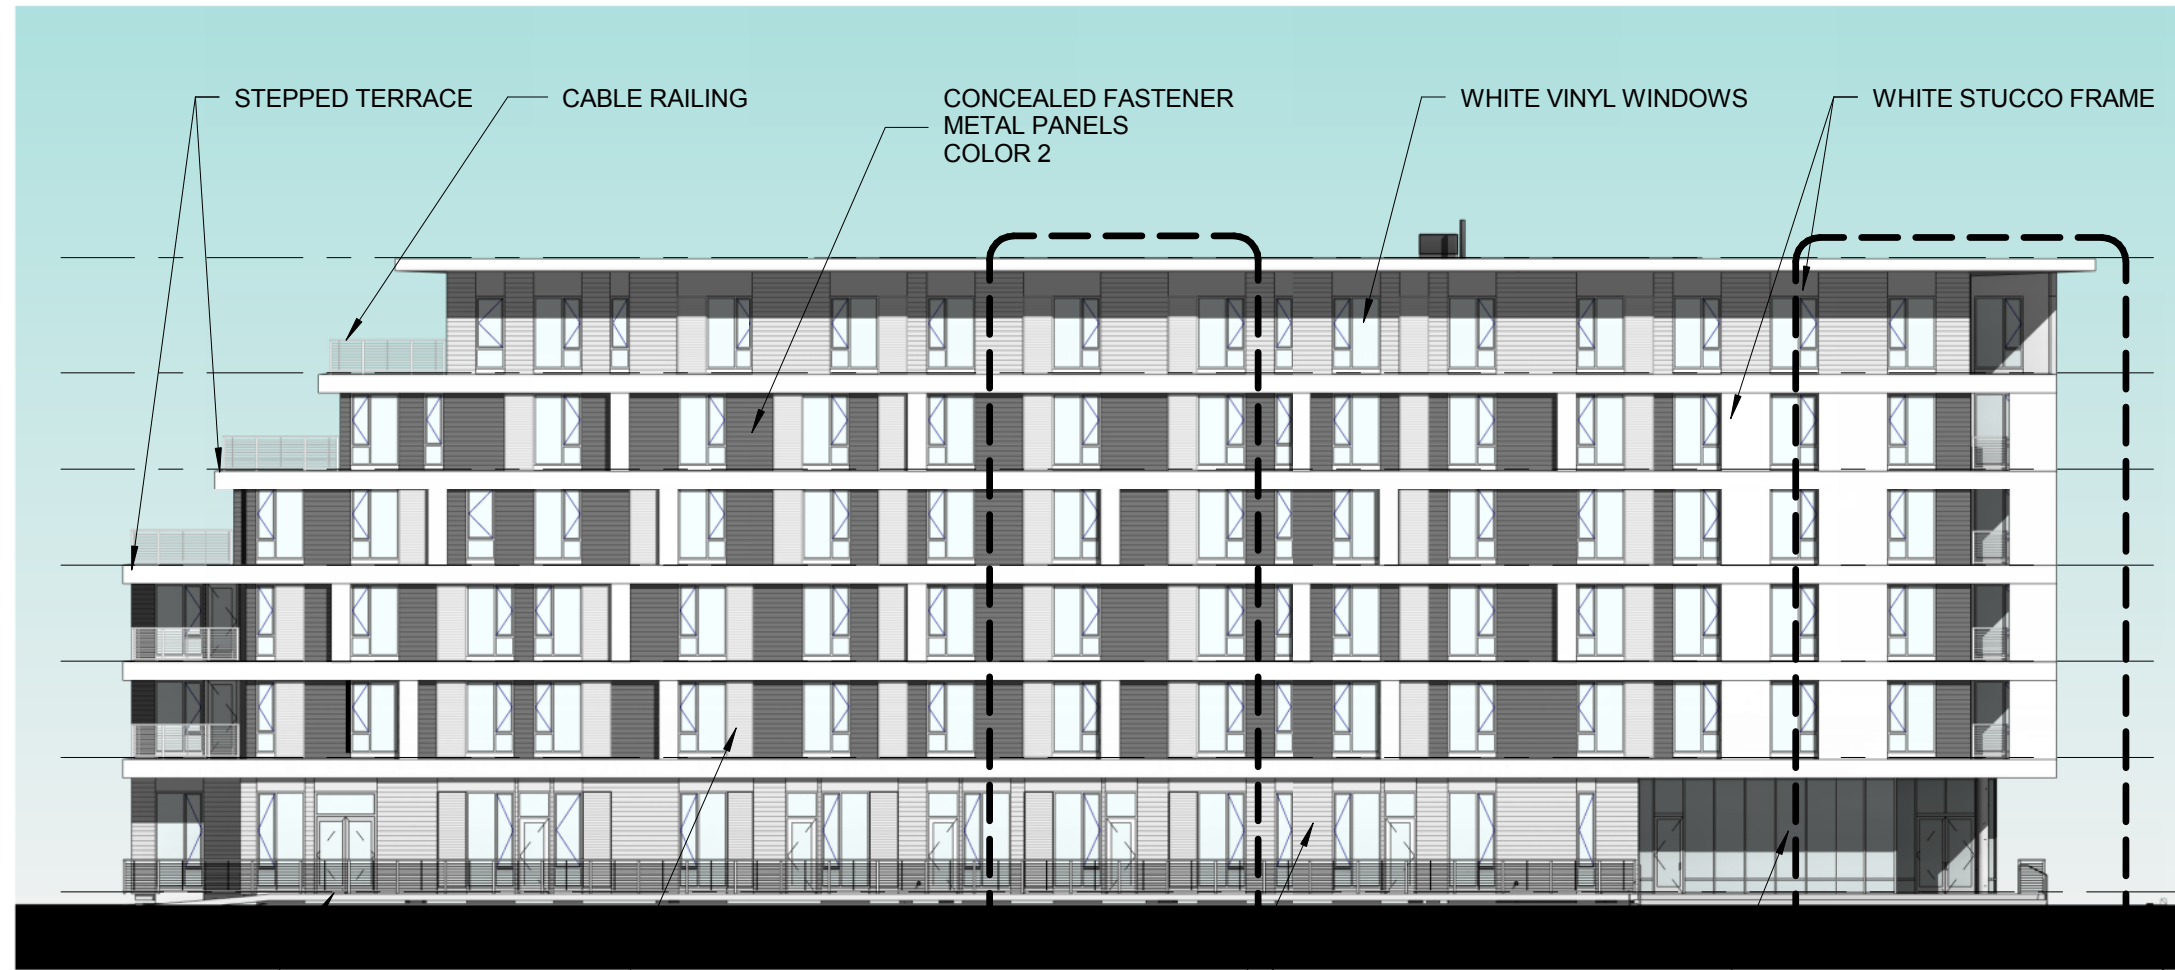 STEPPED TERRACE
CABLE RAILING
CONCEALED FASTENER
METAL PANELS
COLOR 2
WHITE VINYL WINDOWS
WHITE STUCCO FRAME